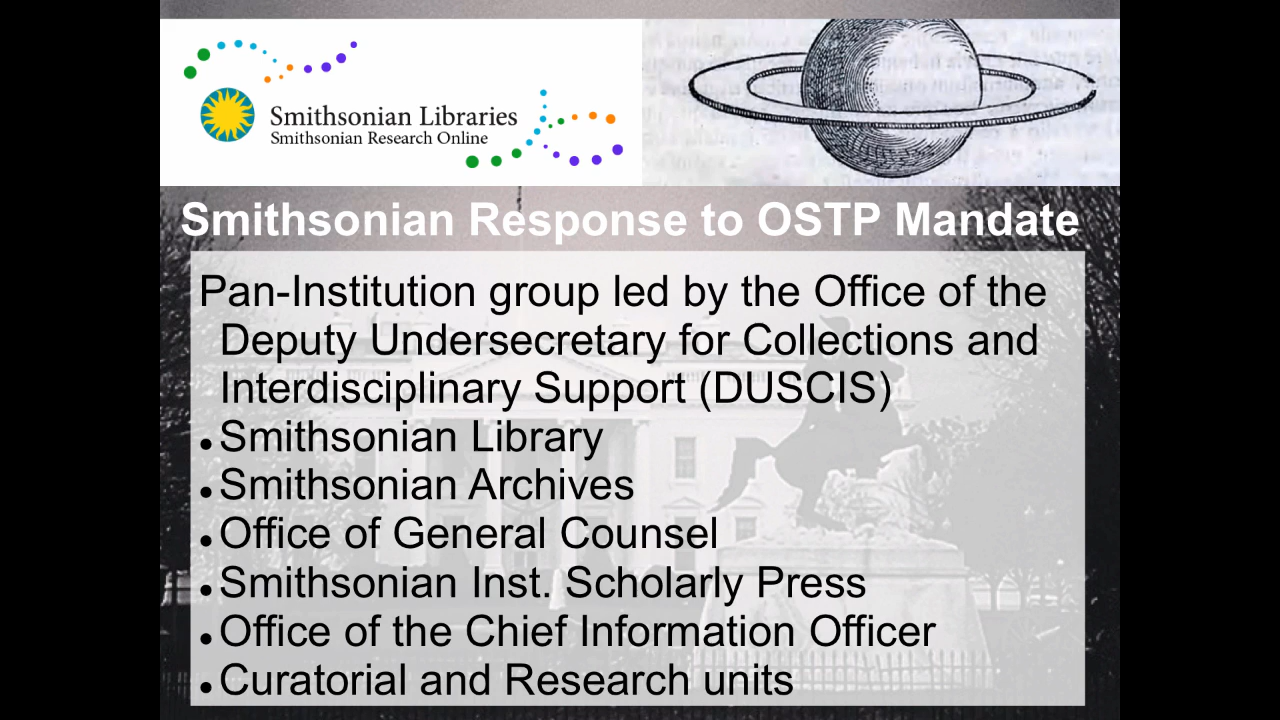 Smithsonian Libraries
Smithsonian Research Online
Smithsonian Response to OSTP Mandate
Pan-Institution group led by the Office of the
Deputy Undersecretary for Collections and
Interdisciplinary Support (DUSCIS)
• Smithsonian Library
• Smithsonian Archives
• Office of General Counsel
• Smithsonian Inst. Scholarly Press
• Office of the Chief Information Officer
• Curatorial and Research units